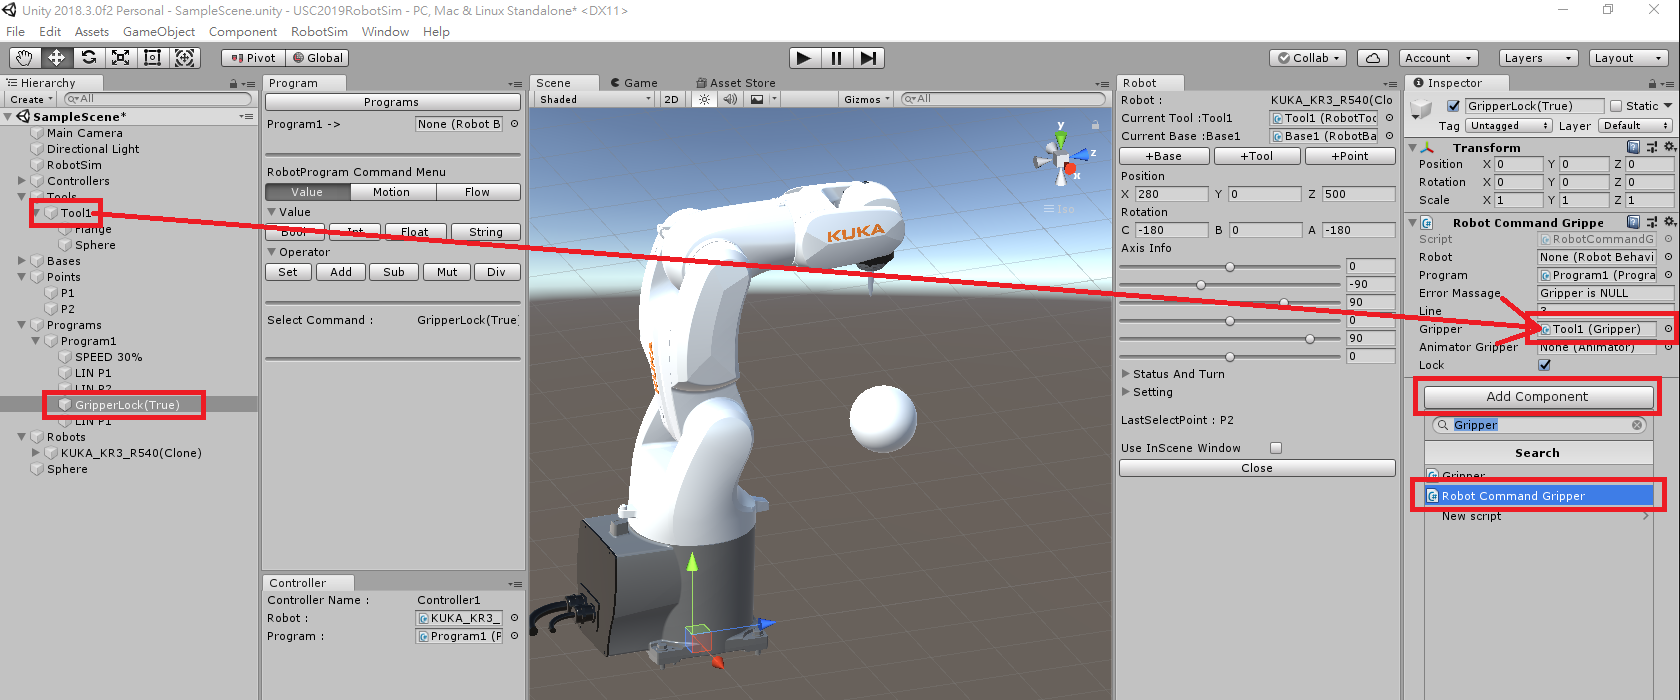 Unity 2018.3.0f2 Personal - SampleScene.unity - USC2019RobotSim - PC, Mac & Linux Standalone* <DX11>
File Edit Assets GameObject Component RobotSim Window Help
Pivot Global Collab Account Layers Layout
Hierarchy
Create All
SampleScene*
Main Camera
Directional Light
RobotSim
Controllers
Tools
Tool1
Flange
Sphere
Bases
Points
P1
P2
Programs
Program1
SPEED 30%
LIN P1
LIN P2
GripperLock(True)
LIN P1
Robots
KUKA_KR3_R540(Clone)
Sphere
Program
Programs
Program1 -> None (Robot B
RobotProgram Command Menu
Value Motion Flow
Value
Bool Int Float String
Operator
Set Add Sub Mut Div
Select Command : GripperLock(True)
Controller
Controller Name : Controller1
Robot : KUKA_KR3_
Program : Program1 (P
Scene Game Asset Store
Shaded 2D Gizmos All
y
z
x
Iso
KUKA
Robot
Robot : KUKA_KR3_R540(Clo
Current Tool :Tool1 Tool1 (RobotToo
Current Base :Base1 Base1 (RobotBa
+Base +Tool +Point
Position
X 280 Y 0 Z 500
Rotation
C -180 B 0 A -180
Axis Info
0
-90
90
0
90
0
Status And Turn
Setting
LastSelectPoint : P2
Use InScene Window
Close
Inspector
GripperLock(True) Static
Tag Untagged Layer Default
Transform
Position X 0 Y 0 Z 0
Rotation X 0 Y 0 Z 0
Scale X 1 Y 1 Z 1
Robot Command Grippe
Script RobotCommandG
Robot None (Robot Behavi
Program Program1 (Progra
Error Massage Gripper is NULL
Line 3
Gripper Tool1 (Gripper)
Animator Gripper None (Animator)
Lock
Add Component
Gripper
Search
Gripper
Robot Command Gripper
New script